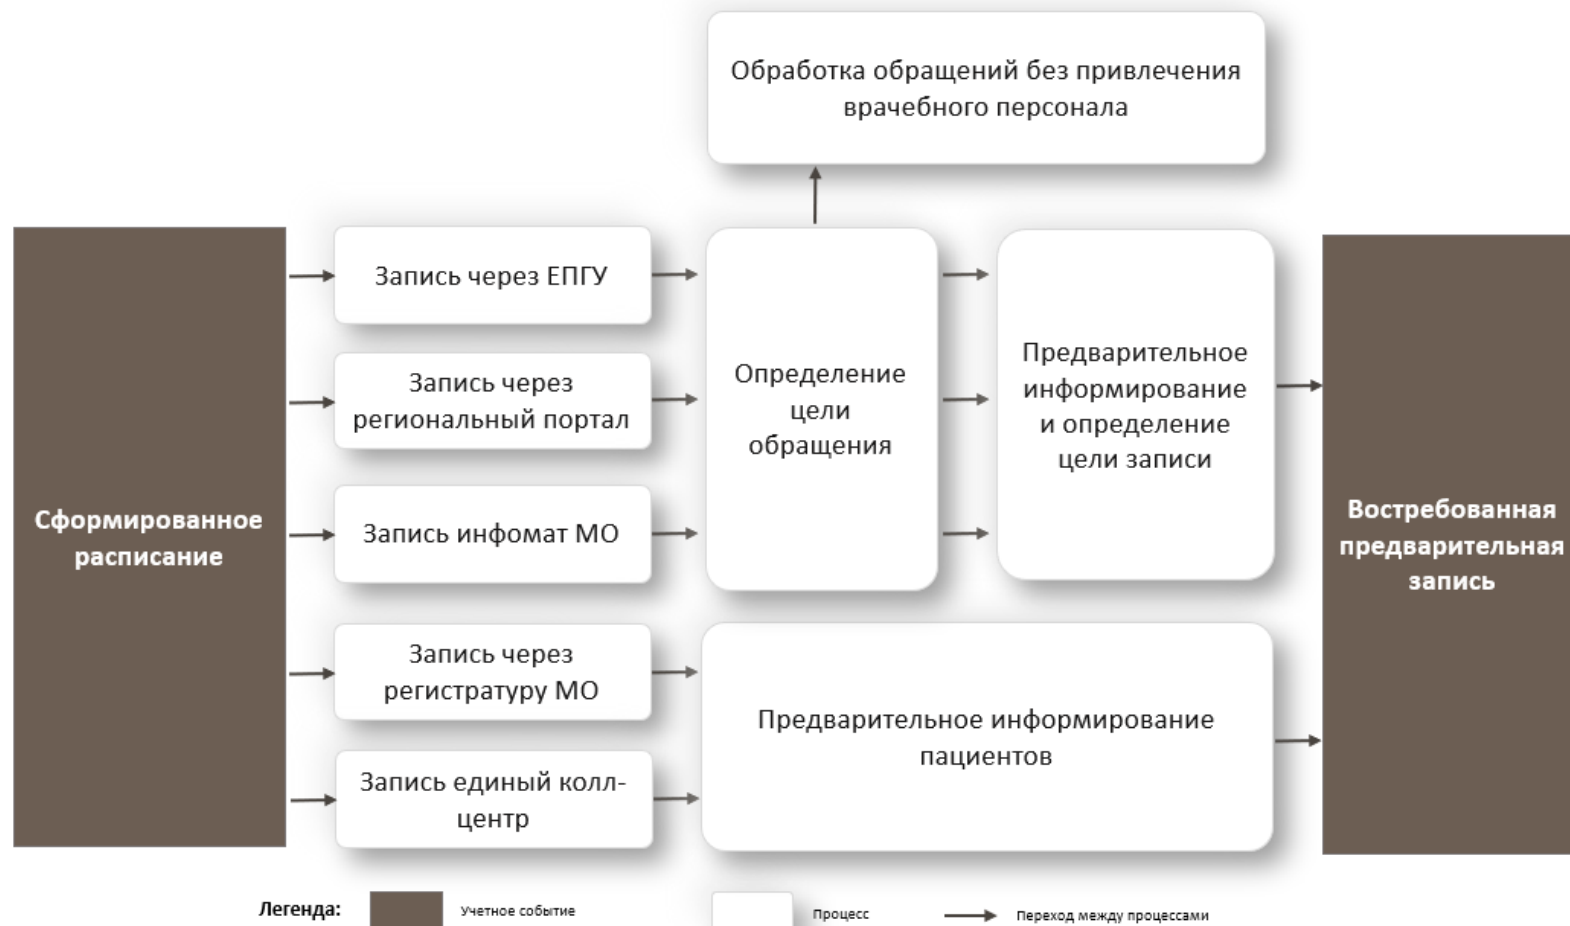 Обработка обращений без привлечения
врачебного персонала
Сформированное
расписание
Запись через ЕПГУ
Запись через
региональный портал
Запись инфомат МО
Запись через
регистратуру МО
Запись единый колл-
центр
Определение
цели
обращения
Предварительное
информирование
и определение
цели записи
Предварительное информирование
пациентов
Востребованная
предварительная
запись
Легенда:
Учетное событие
Процесс
Переход между процессами